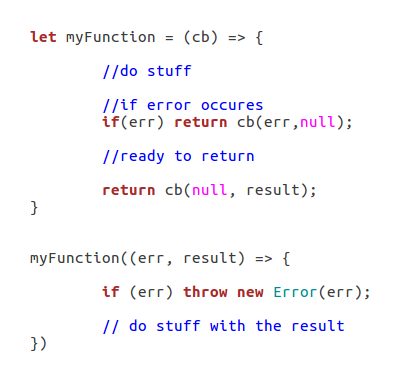 let myFunction = (cb) => {
//do stuff
//if error occures
if(err) return cb(err,null);
//ready to return
return cb(null, result);
}
myFunction((err, result) => {
if (err) throw new Error(err);
// do stuff with the result
})